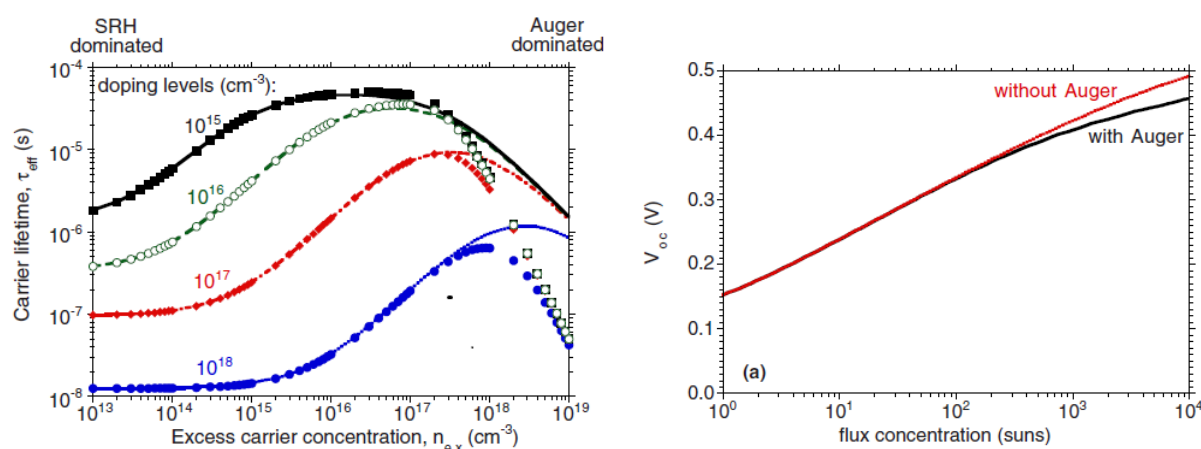 SRH
dominated
Auger
dominated
doping levels (cm⁻³):
10¹⁵
10¹⁶
10¹⁷
10¹⁸
Carrier lifetime, τeff (s)
10⁻⁴
10⁻⁵
10⁻⁶
10⁻⁷
10⁻⁸
10¹³ 10¹⁴ 10¹⁵ 10¹⁶ 10¹⁷ 10¹⁸ 10¹⁹
Excess carrier concentration, n e.x (cm⁻³)
V o c (V)
0.5
0.4
0.3
0.2
0.1
0.0
without Auger
with Auger
(a)
10⁰ 10¹ 10² 10³ 10⁴
flux concentration (suns)